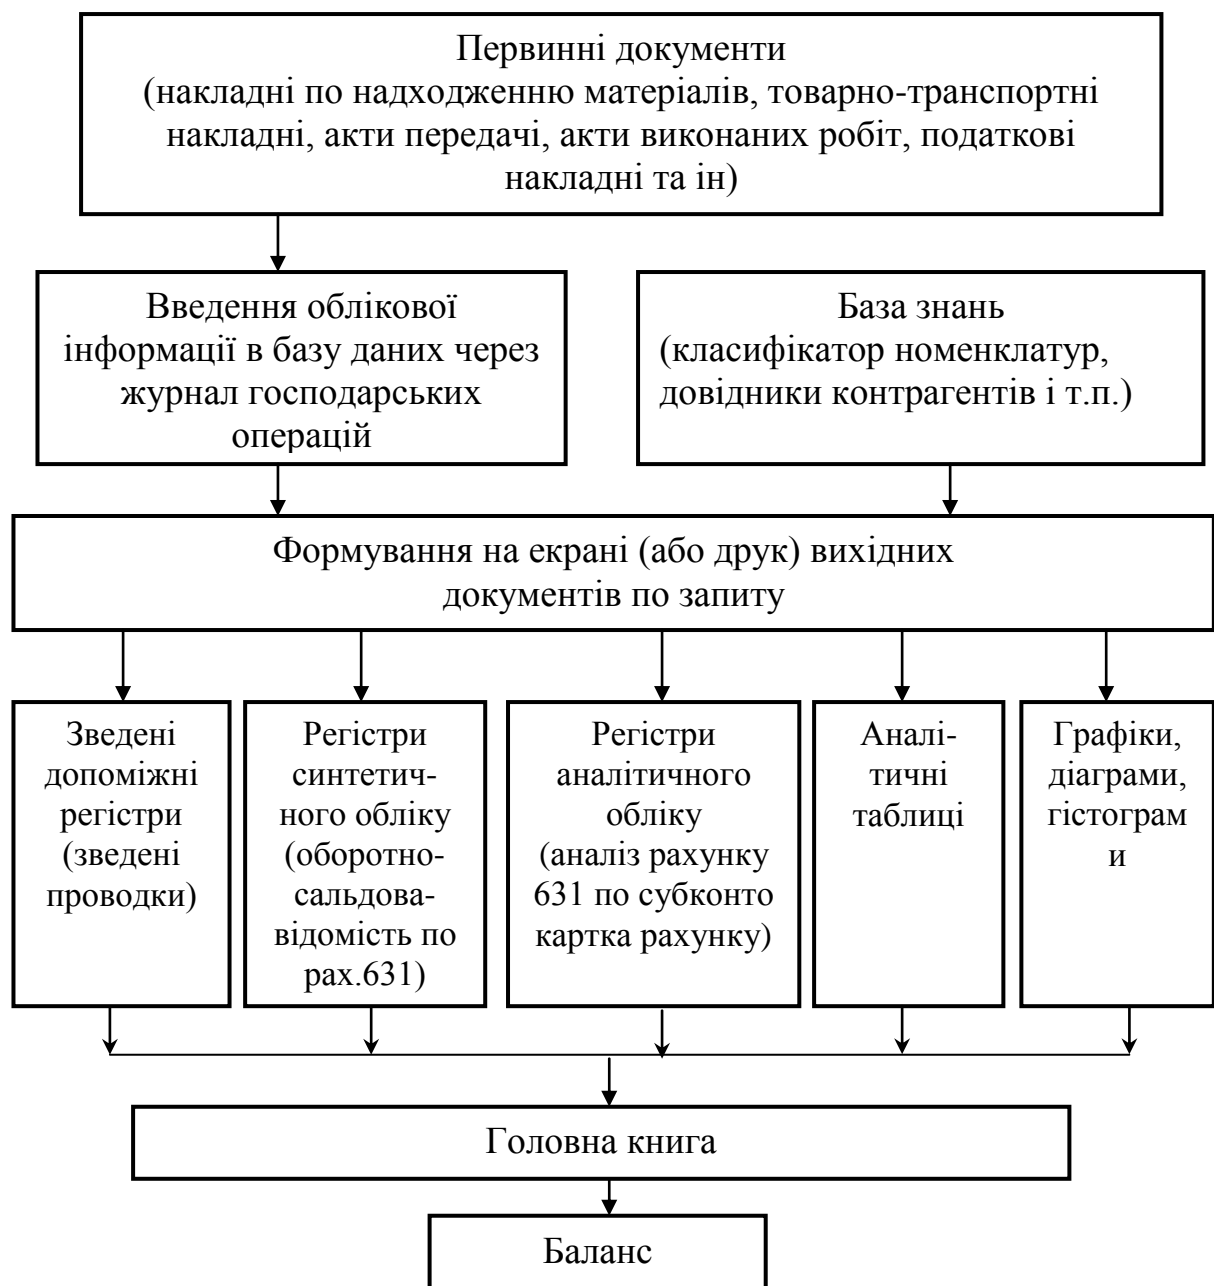 Первинні документи
(накладні по надходженню матеріалів, товарно-транспортні
накладні, акти передачі, акти виконаних робіт, податкові
накладні та ін)
Введення облікової
інформації в базу даних через
журнал господарських
операцій
База знань
(класифікатор номенклатур,
довідники контрагентів і т.п.)
Формування на екрані (або друк) вихідних
документів по запиту
Зведені
допоміжні
регістри
(зведені
проводки)
Регістри
синтетич-
ного обліку
(оборотно-
сальдова-
відомість по
рах.631)
Регістри
аналітичного
обліку
(аналіз рахунку
631 по субконто
картка рахунку)
Аналі-
тичні
таблиці
Графіки,
діаграми,
гістограм
и
Головна книга
Баланс